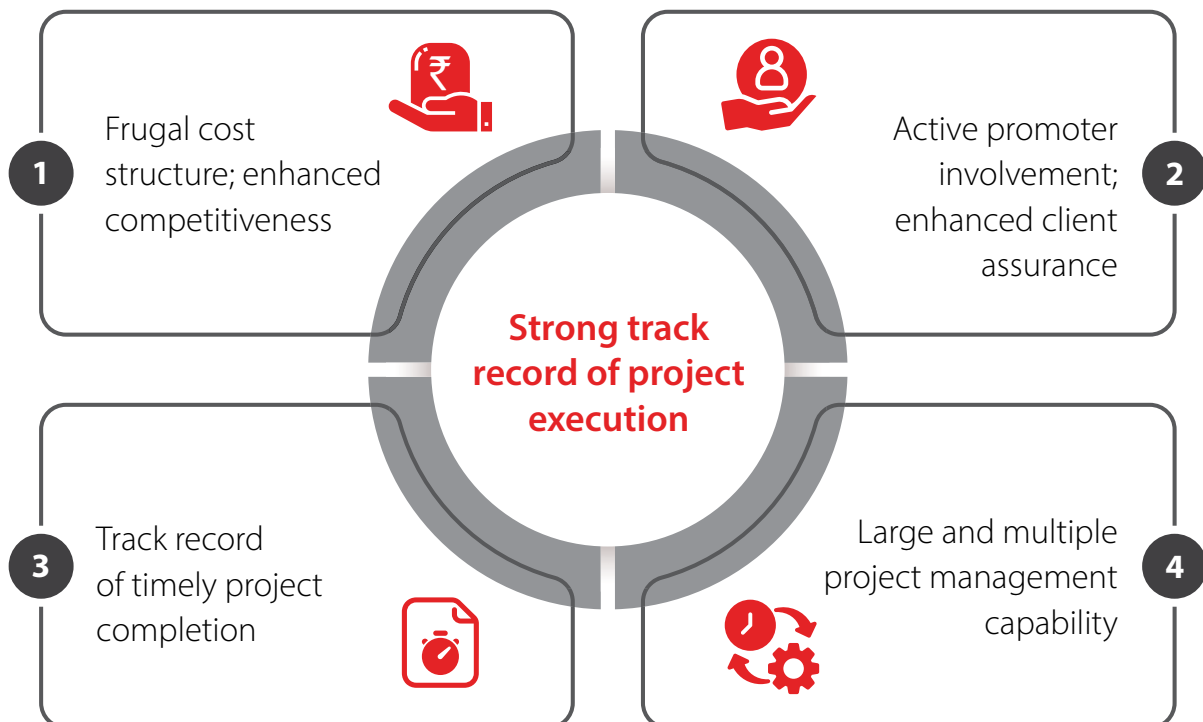 1
Frugal cost
structure; enhanced
competitiveness
₹
2
Active promoter
involvement;
enhanced client
assurance
Strong track
record of project
execution
3
Track record
of timely project
completion
4
Large and multiple
project management
capability